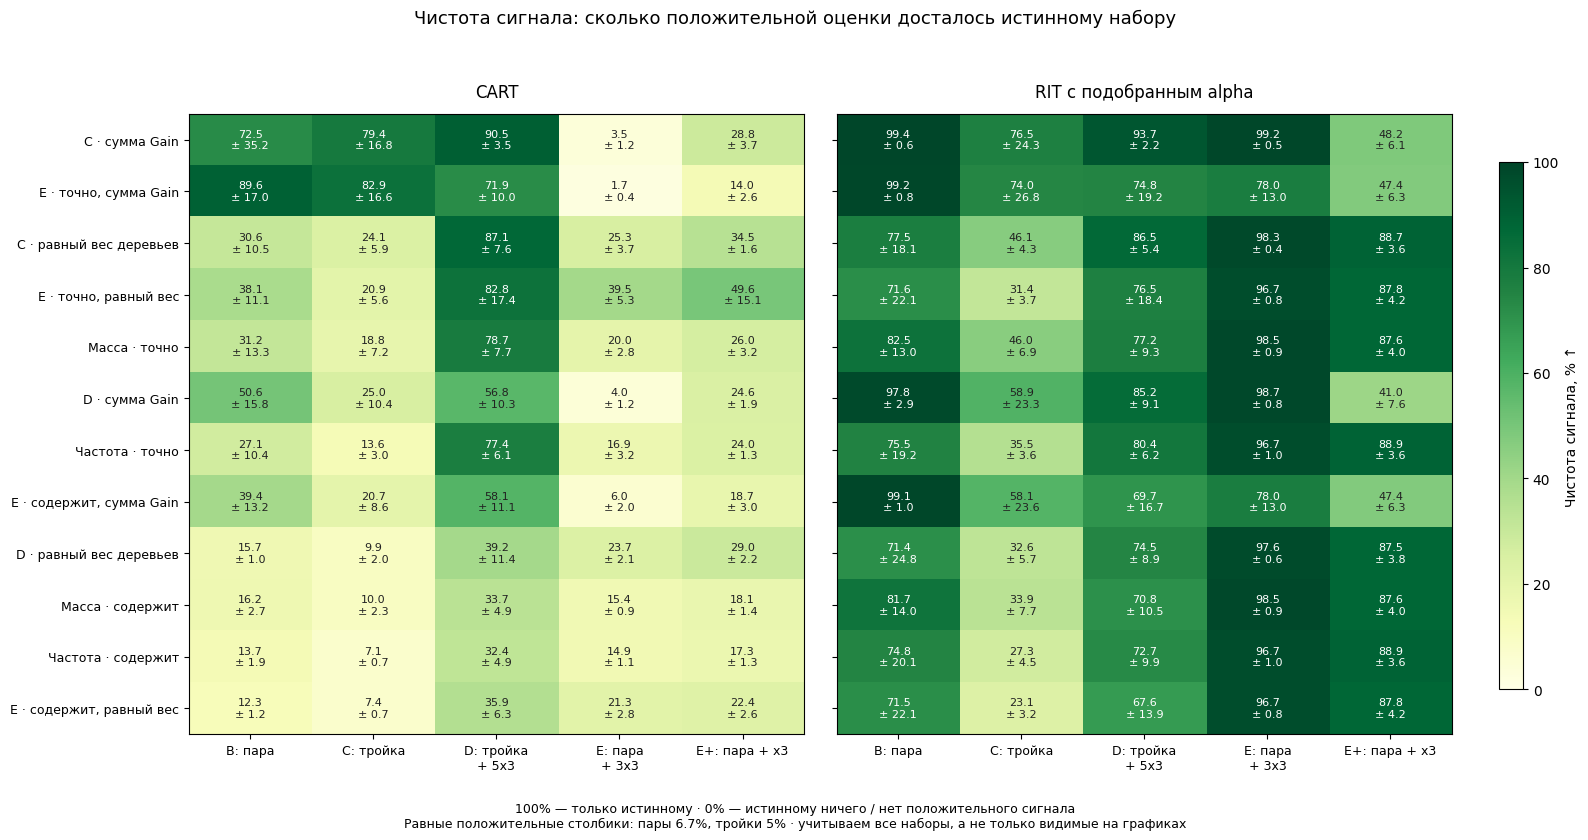 Чистота сигнала: сколько положительной оценки досталось истинному набору
CART
RIT с подобранным alpha
C · сумма Gain
72.5 ± 35.2
79.4 ± 16.8
90.5 ± 3.5
3.5 ± 1.2
28.8 ± 3.7
99.4 ± 0.6
76.5 ± 24.3
93.7 ± 2.2
99.2 ± 0.5
48.2 ± 6.1
E · точно, сумма Gain
89.6 ± 17.0
82.9 ± 16.6
71.9 ± 10.0
1.7 ± 0.4
14.0 ± 2.6
99.2 ± 0.8
74.0 ± 26.8
74.8 ± 19.2
78.0 ± 13.0
47.4 ± 6.3
C · равный вес деревьев
30.6 ± 10.5
24.1 ± 5.9
87.1 ± 7.6
25.3 ± 3.7
34.5 ± 1.6
77.5 ± 18.1
46.1 ± 4.3
86.5 ± 5.4
98.3 ± 0.4
88.7 ± 3.6
E · точно, равный вес
38.1 ± 11.1
20.9 ± 5.6
82.8 ± 17.4
39.5 ± 5.3
49.6 ± 15.1
71.6 ± 22.1
31.4 ± 3.7
76.5 ± 18.4
96.7 ± 0.8
87.8 ± 4.2
Масса · точно
31.2 ± 13.3
18.8 ± 7.2
78.7 ± 7.7
20.0 ± 2.8
26.0 ± 3.2
82.5 ± 13.0
46.0 ± 6.9
77.2 ± 9.3
98.5 ± 0.9
87.6 ± 4.0
D · сумма Gain
50.6 ± 15.8
25.0 ± 10.4
56.8 ± 10.3
4.0 ± 1.2
24.6 ± 1.9
97.8 ± 2.9
58.9 ± 23.3
85.2 ± 9.1
98.7 ± 0.8
41.0 ± 7.6
Частота · точно
27.1 ± 10.4
13.6 ± 3.0
77.4 ± 6.1
16.9 ± 3.2
24.0 ± 1.3
75.5 ± 19.2
35.5 ± 3.6
80.4 ± 6.2
96.7 ± 1.0
88.9 ± 3.6
E · содержит, сумма Gain
39.4 ± 13.2
20.7 ± 8.6
58.1 ± 11.1
6.0 ± 2.0
18.7 ± 3.0
99.1 ± 1.0
58.1 ± 23.6
69.7 ± 16.7
78.0 ± 13.0
47.4 ± 6.3
D · равный вес деревьев
15.7 ± 1.0
9.9 ± 2.0
39.2 ± 11.4
23.7 ± 2.1
29.0 ± 2.2
71.4 ± 24.8
32.6 ± 5.7
74.5 ± 8.9
97.6 ± 0.6
87.5 ± 3.8
Масса · содержит
16.2 ± 2.7
10.0 ± 2.3
33.7 ± 4.9
15.4 ± 0.9
18.1 ± 1.4
81.7 ± 14.0
33.9 ± 7.7
70.8 ± 10.5
98.5 ± 0.9
87.6 ± 4.0
Частота · содержит
13.7 ± 1.9
7.1 ± 0.7
32.4 ± 4.9
14.9 ± 1.1
17.3 ± 1.3
74.8 ± 20.1
27.3 ± 4.5
72.7 ± 9.9
96.7 ± 1.0
88.9 ± 3.6
E · содержит, равный вес
12.3 ± 1.2
7.4 ± 0.7
35.9 ± 6.3
21.3 ± 2.8
22.4 ± 2.6
71.5 ± 22.1
23.1 ± 3.2
67.6 ± 13.9
96.7 ± 0.8
87.8 ± 4.2
B: пара
C: тройка
D: тройка
+ 5x3
E: пара
+ 3x3
E+: пара + x3
B: пара
C: тройка
D: тройка
+ 5x3
E: пара
+ 3x3
E+: пара + x3
100
80
60
40
20
0
Чистота сигнала, % ↑
100% — только истинному · 0% — истинному ничего / нет положительного сигнала
Равные положительные столбики: пары 6.7%, тройки 5% · учитываем все наборы, а не только видимые на графиках